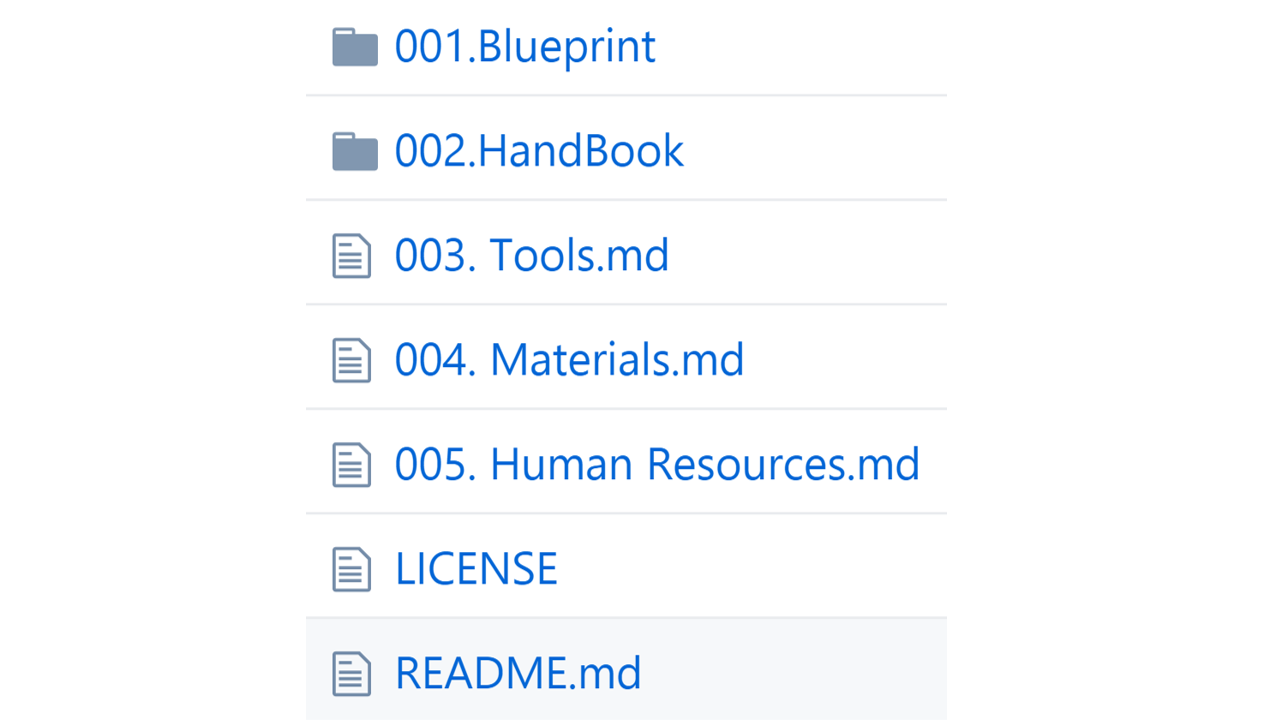 001.Blueprint
002.HandBook
003. Tools.md
004. Materials.md
005. Human Resources.md
LICENSE
README.md